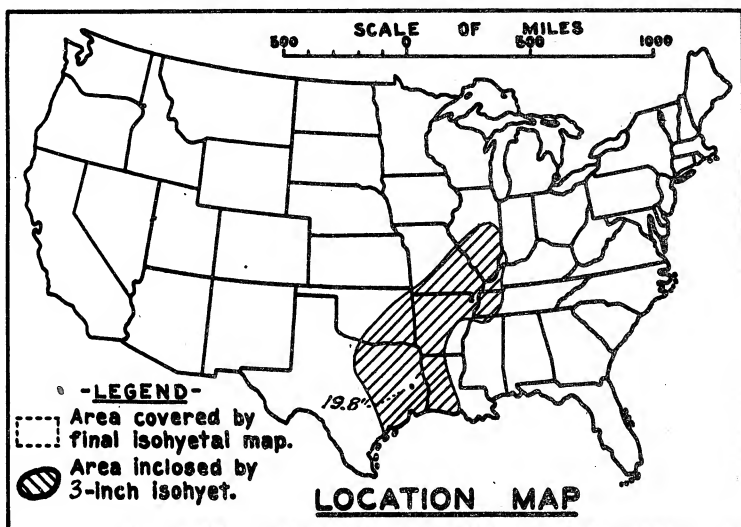 SCALE OF MILES
500 0 500 1000
19.8"
-LEGEND-
Area covered by
final isohyetal map.
Area inclosed by
3-inch isohyet.
LOCATION MAP